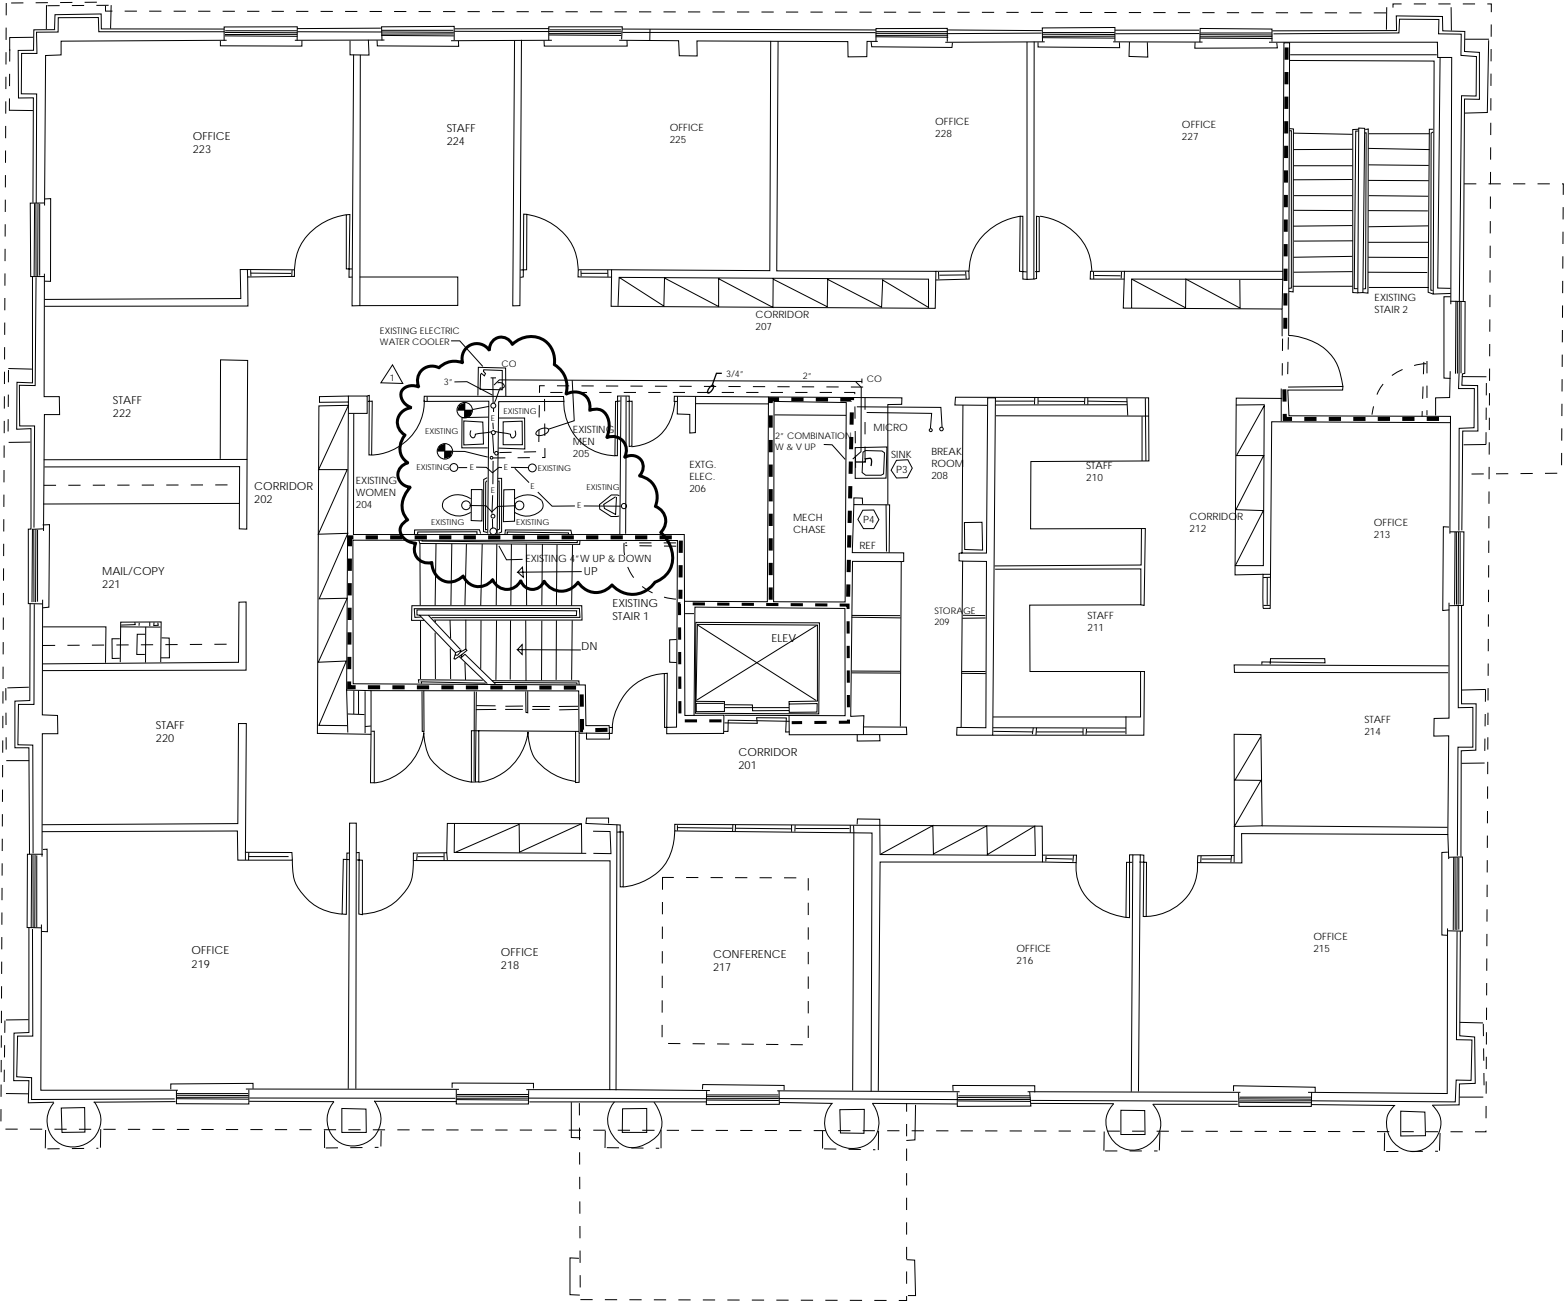 OFFICE
223
STAFF
224
OFFICE
225
OFFICE
228
OFFICE
227
EXISTING
STAIR 2
CORRIDOR
207
EXISTING ELECTRIC
WATER COOLER
CO
1
3"
3/4"
2"
CO
STAFF
222
EXISTING
EXISTING
EXISTING
MEN
205
E
EXISTING
E
E
EXISTING
E
E
EXISTING
E
EXISTING
EXISTING
EXISTING
WOMEN
204
CORRIDOR
202
EXTG.
ELEC.
206
2" COMBINATION
W & V UP
MICRO
SINK
P3
BREAK
ROOM
208
MECH
CHASE
P4
REF
STAFF
210
CORRIDOR
212
OFFICE
213
MAIL/COPY
221
EXISTING 4"W UP & DOWN
UP
EXISTING
STAIR 1
DN
ELEV
STORAGE
209
STAFF
211
STAFF
220
STAFF
214
CORRIDOR
201
OFFICE
219
OFFICE
218
CONFERENCE
217
OFFICE
216
OFFICE
215